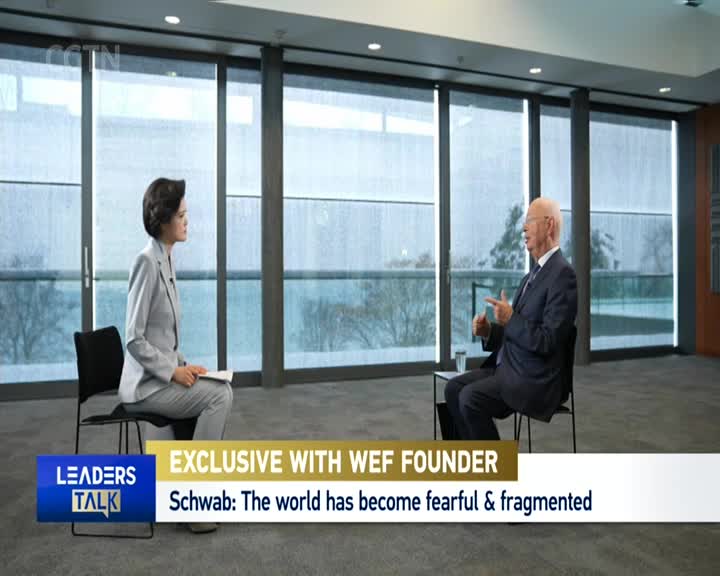 CGTN
EXCLUSIVE WITH WEF FOUNDER
LEADERS
TALK
Schwab: The world has become fearful & fragmented